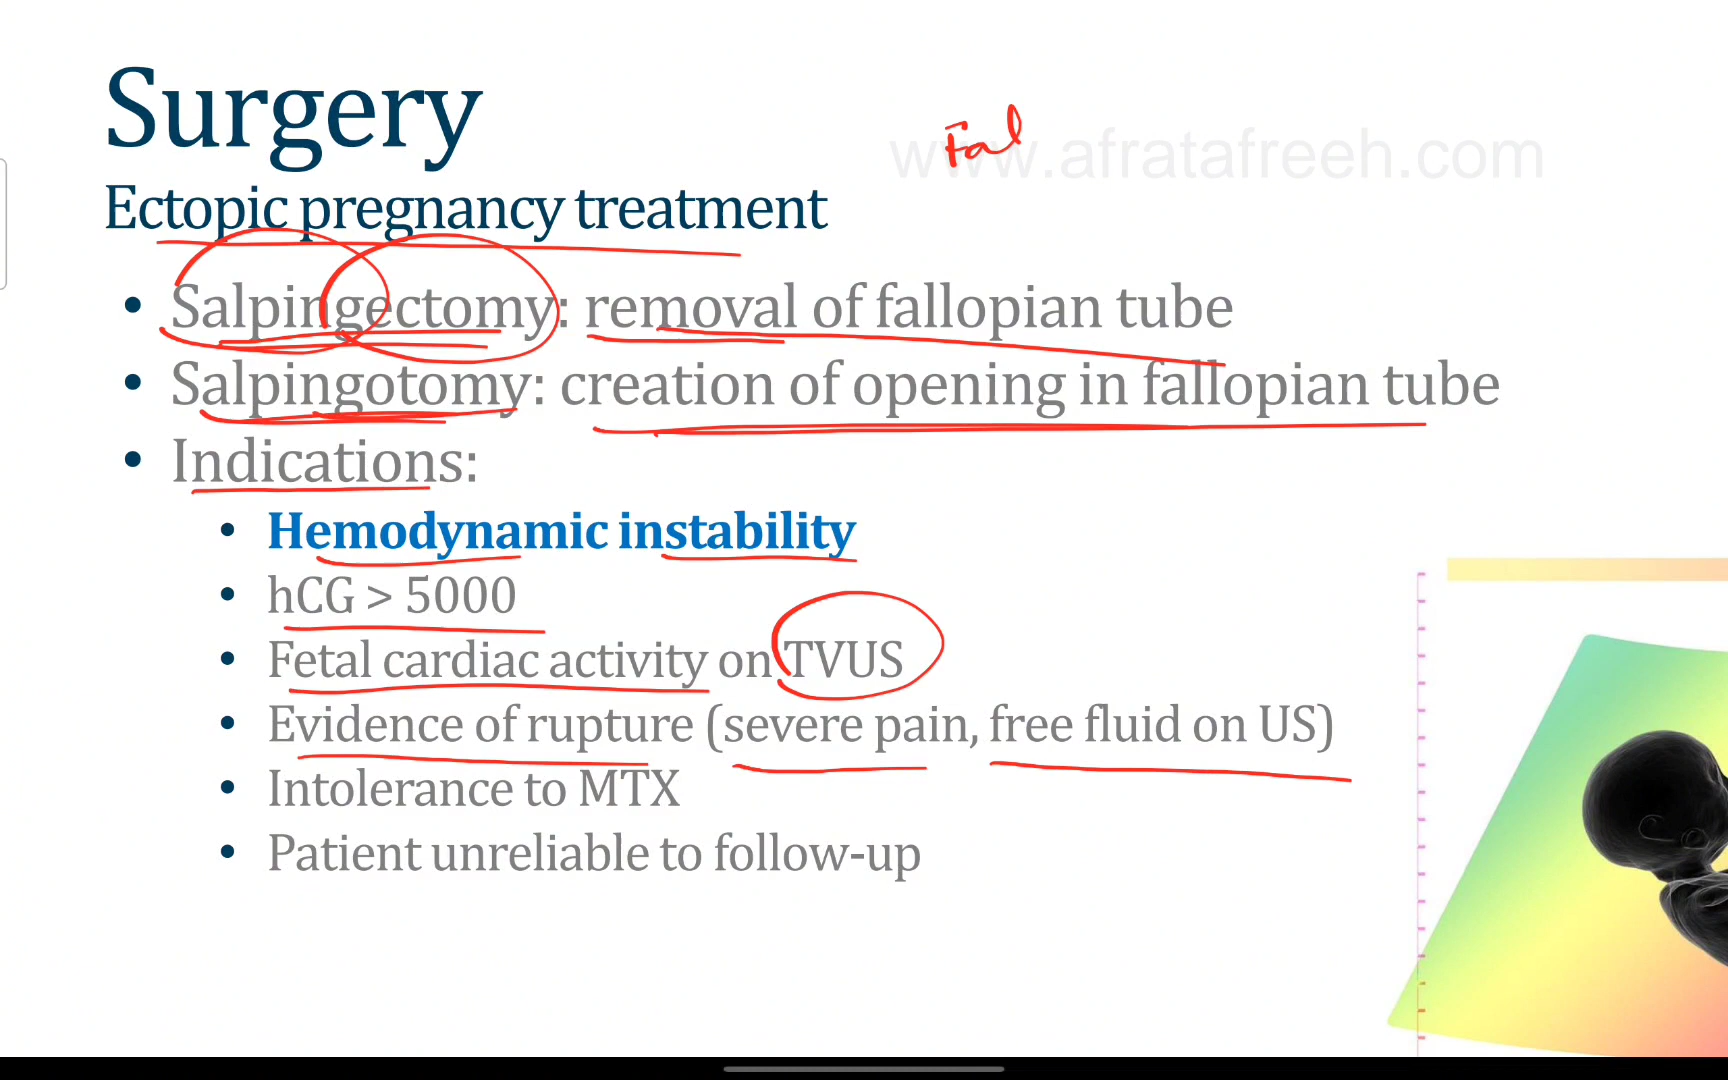 Surgery
Fal
www.afratafreeh.com
Ectopic pregnancy treatment
• Salpingectomy: removal of fallopian tube
• Salpingotomy: creation of opening in fallopian tube
• Indications:
• Hemodynamic instability
• hCG > 5000
• Fetal cardiac activity on TVUS
• Evidence of rupture (severe pain, free fluid on US)
• Intolerance to MTX
• Patient unreliable to follow-up